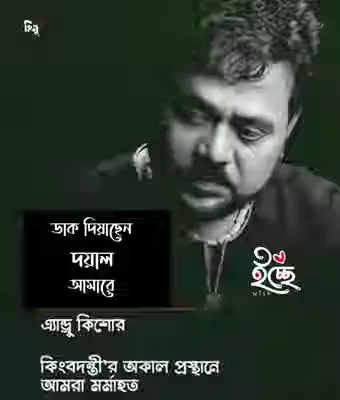 ডাক দিয়াছেন
দয়াল
আমারে
ইচ্ছে
এ্যান্ড্রু কিশোর
কিংবদন্তী'র অকাল প্রস্থানে
আমরা মর্মাহত